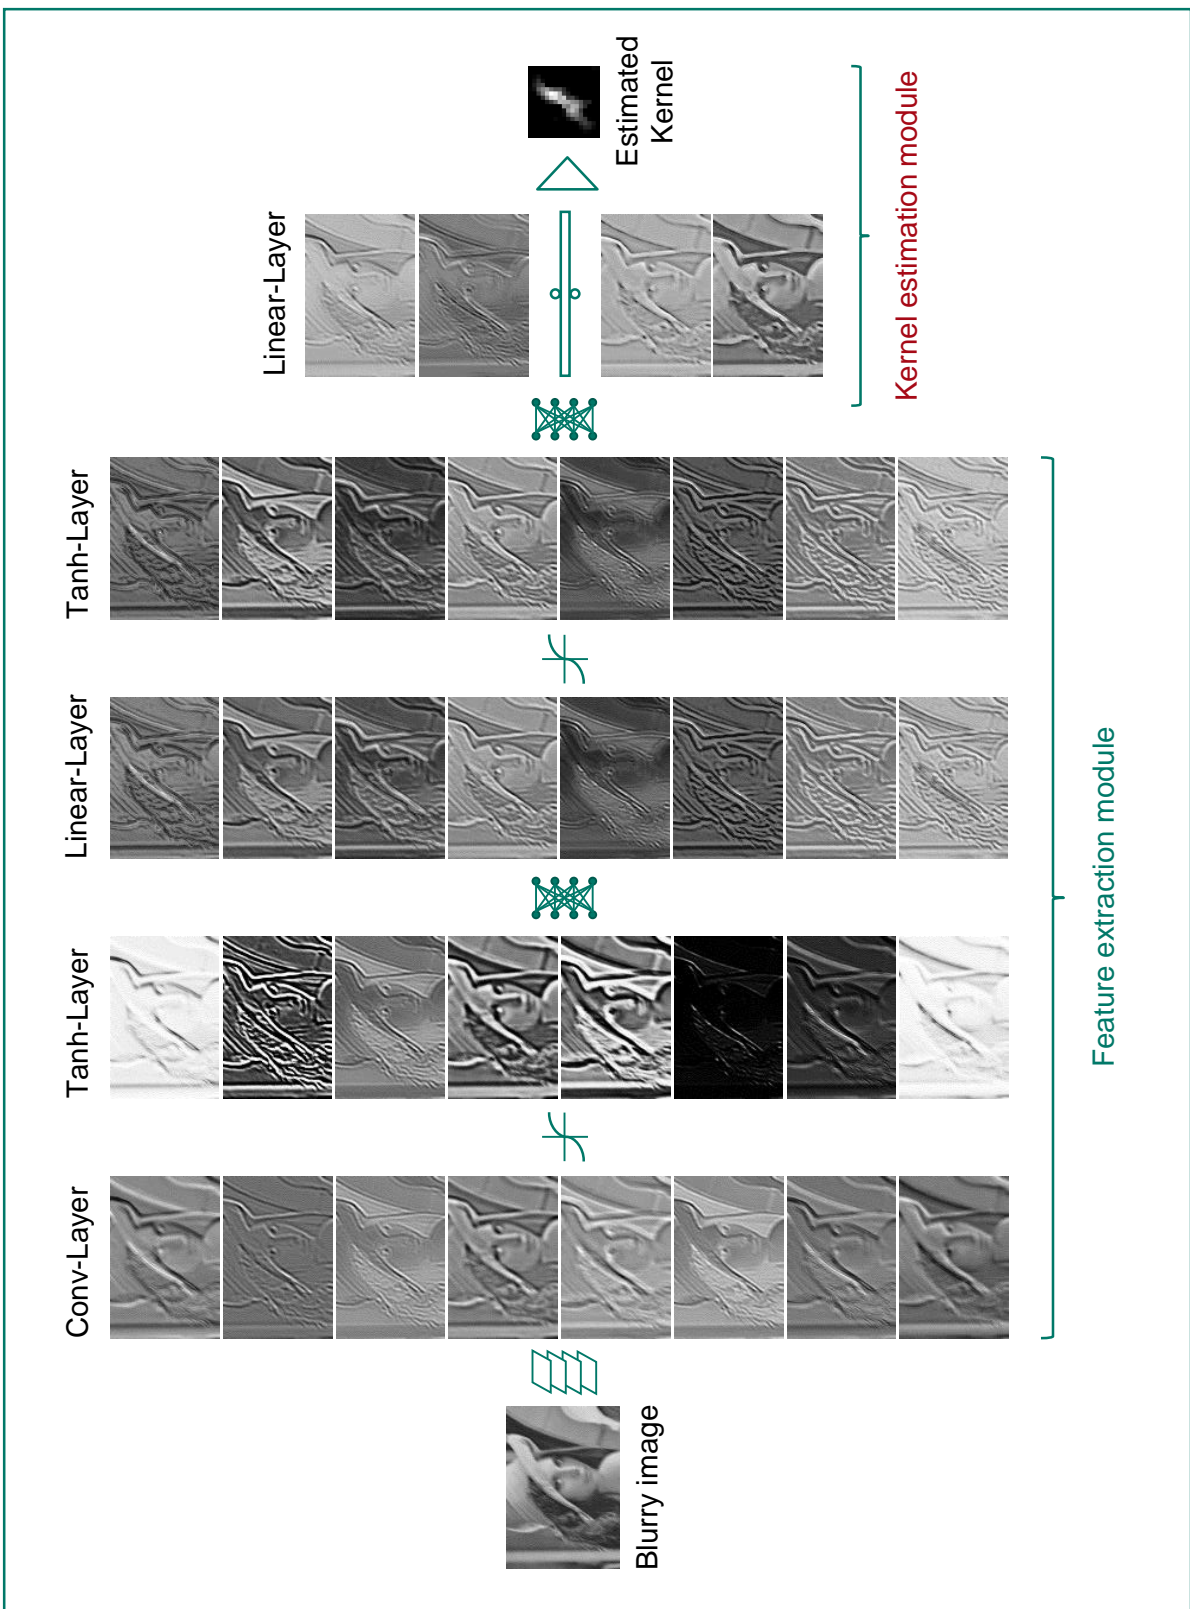 Blurry image
Conv-Layer
Tanh-Layer
Linear-Layer
Tanh-Layer
Linear-Layer
Estimated
Kernel
Feature extraction module
Kernel estimation module